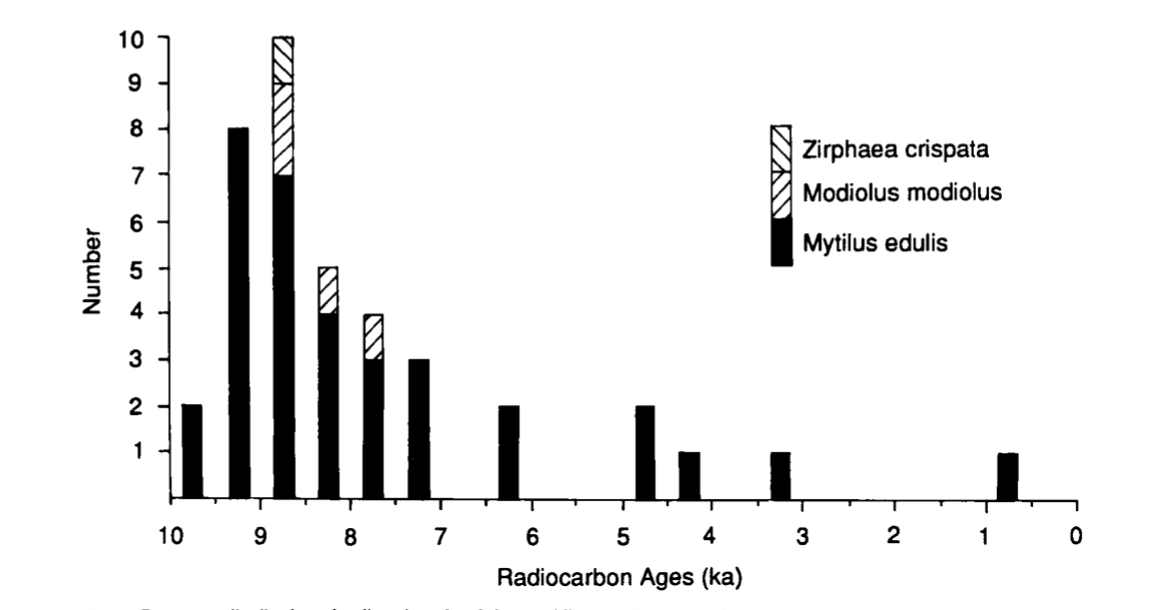 10
9
8
7
6
5
4
3
2
1
Number
Zirphaea crispata
Modiolus modiolus
Mytilus edulis
10 9 8 7 6 5 4 3 2 1 0
Radiocarbon Ages (ka)